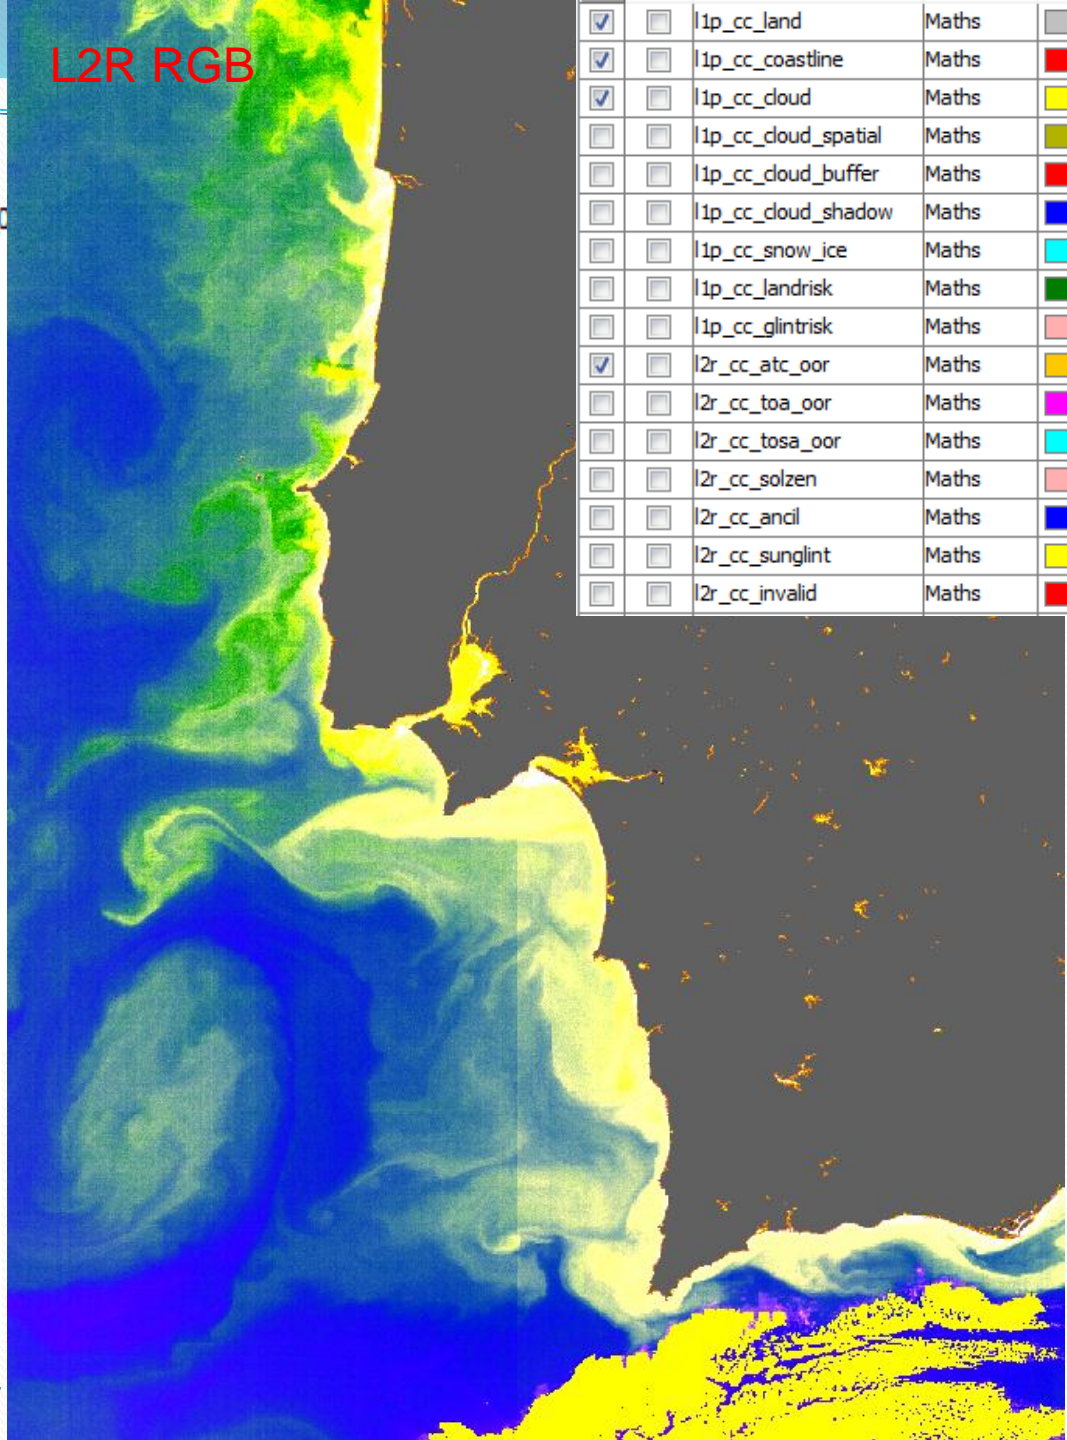 L2R RGB
l1p_cc_land Maths
l1p_cc_coastline Maths
l1p_cc_cloud Maths
l1p_cc_cloud_spatial Maths
l1p_cc_cloud_buffer Maths
l1p_cc_cloud_shadow Maths
l1p_cc_snow_ice Maths
l1p_cc_landrisk Maths
l1p_cc_glintrisk Maths
l2r_cc_atc_oor Maths
l2r_cc_toa_oor Maths
l2r_cc_tosa_oor Maths
l2r_cc_solzen Maths
l2r_cc_ancil Maths
l2r_cc_sunglint Maths
l2r_cc_invalid Maths